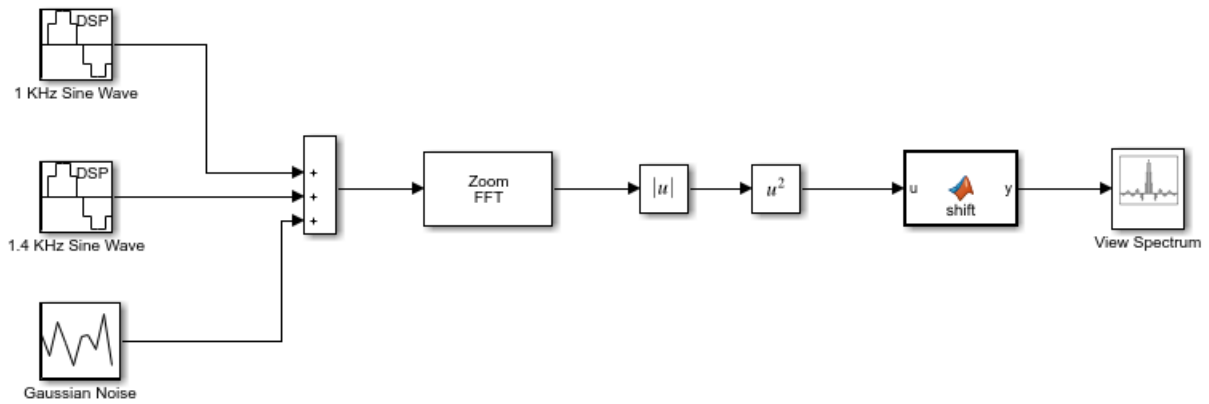 DSP
1 KHz Sine Wave
DSP
1.4 KHz Sine Wave
Gaussian Noise
+
+
+
Zoom
FFT
|u|
u²
u
y
shift
View Spectrum